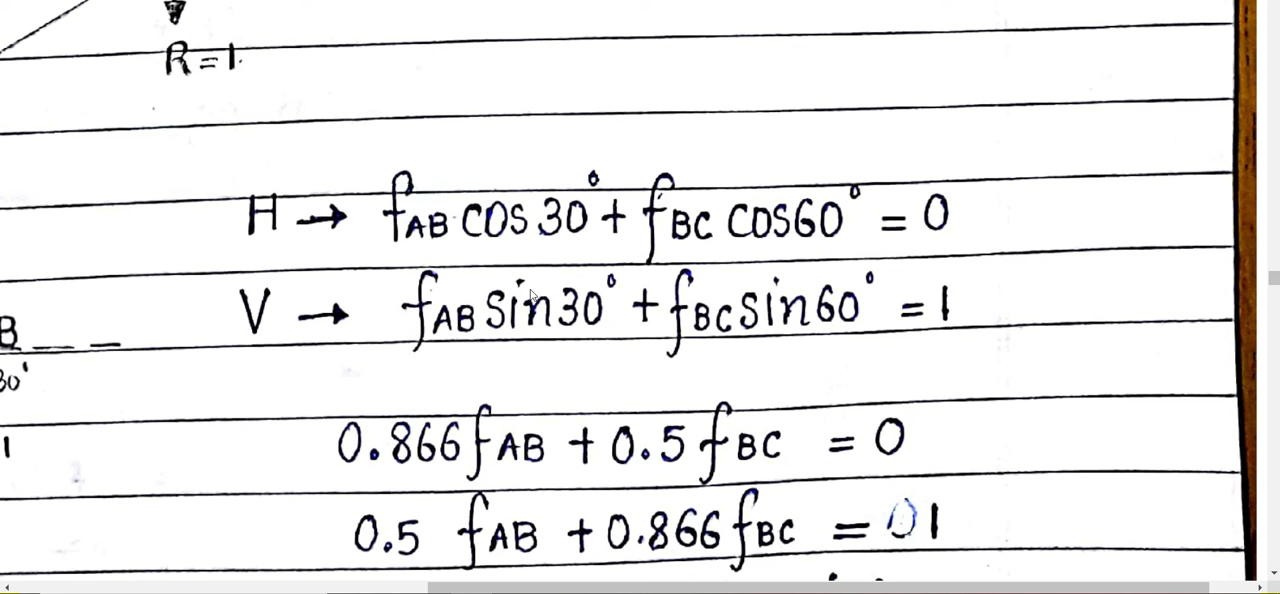 R=1.
H → fAB COS 30° + fBC COS60° = 0
V → fAB Sin30° + fBC Sin60° = 1
B _ _ _
30°
1
0.866 fAB + 0.5 fBC = 0
0.5 fAB + 0.866 fBC = 01